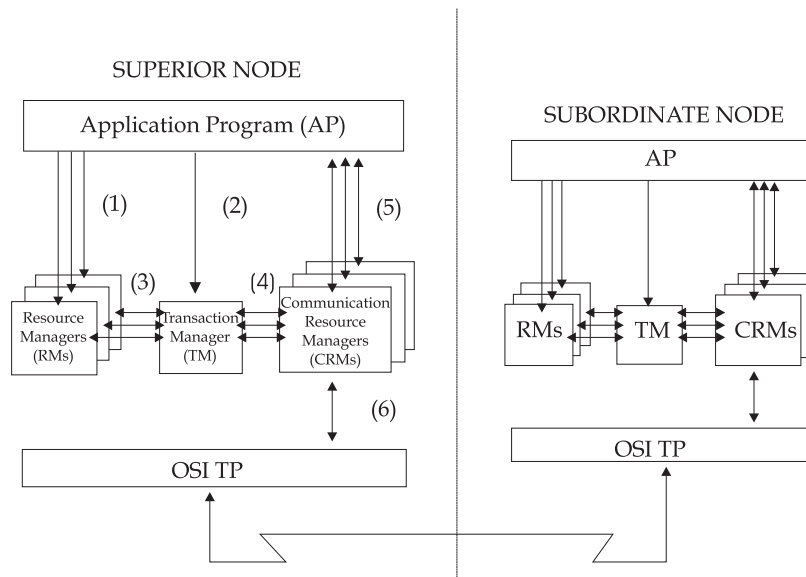 SUPERIOR NODE
Application Program (AP)
(1)
(2)
(5)
(3)
(4)
Resource
Managers
(RMs)
Transaction
Manager
(TM)
Communication
Resource
Managers
(CRMs)
(6)
OSI TP
SUBORDINATE NODE
AP
RMs
TM
CRMs
OSI TP